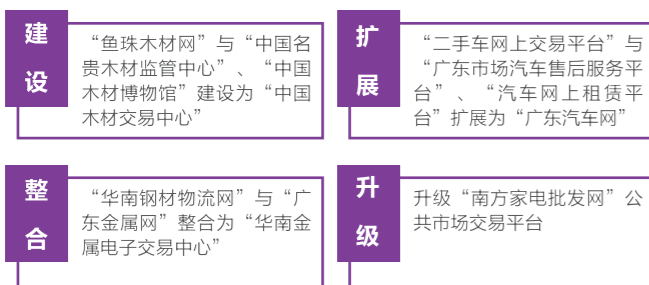 建设
“鱼珠木材网”与“中国名
贵木材监管中心”、“中国
木材博物馆”建设为“中国
木材交易中心”
扩展
“二手车网上交易平台”与
“广东市场汽车售后服务平
台”、“汽车网上租赁平
台”扩展为“广东汽车网”
整合
“华南钢材物流网”与“广
东金属网”整合为“华南金
属电子交易中心”
升级
升级“南方家电批发网”公
共市场交易平台